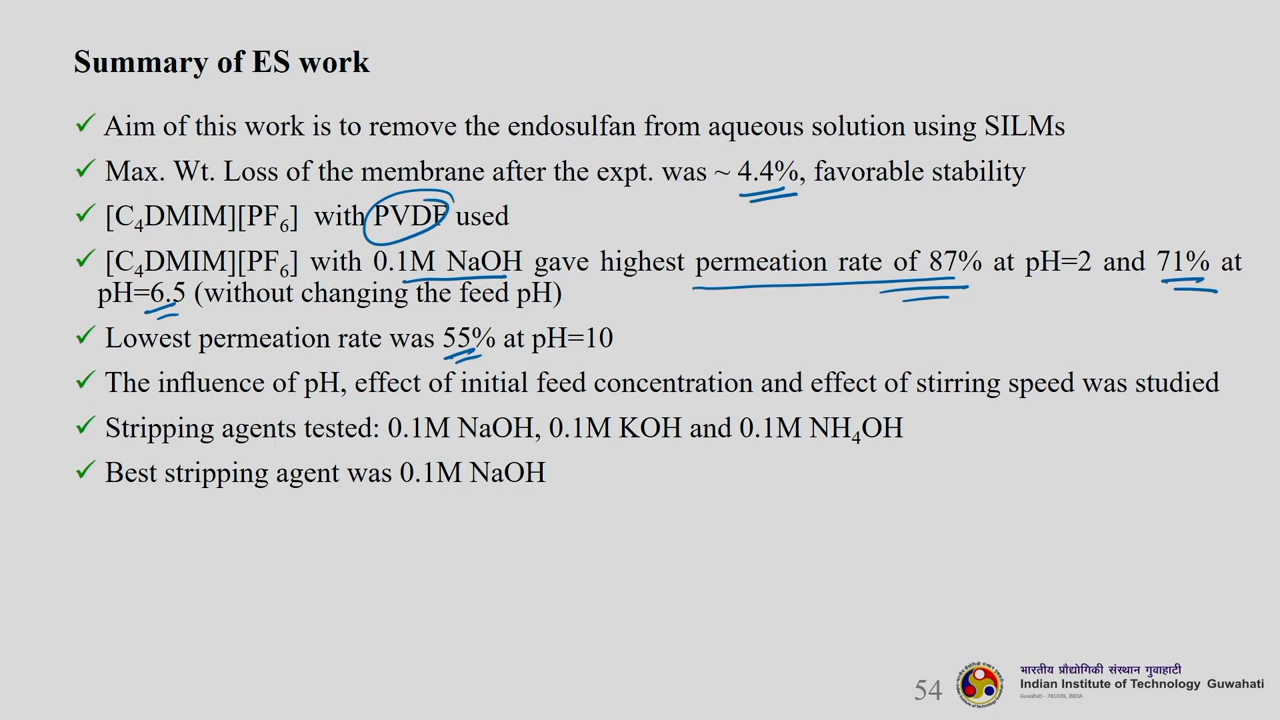 Summary of ES work
✓ Aim of this work is to remove the endosulfan from aqueous solution using SILMs
✓ Max. Wt. Loss of the membrane after the expt. was ~ 4.4%, favorable stability
✓ [C₄DMIM][PF₆] with PVDF used
✓ [C₄DMIM][PF₆] with 0.1M NaOH gave highest permeation rate of 87% at pH=2 and 71% at
pH=6.5 (without changing the feed pH)
✓ Lowest permeation rate was 55% at pH=10
✓ The influence of pH, effect of initial feed concentration and effect of stirring speed was studied
✓ Stripping agents tested: 0.1M NaOH, 0.1M KOH and 0.1M NH₄OH
✓ Best stripping agent was 0.1M NaOH
54
भारतीय प्रौद्योगिकी संस्थान गुवाहाटी
Indian Institute of Technology Guwahati
Guwahati - 781039, INDIA